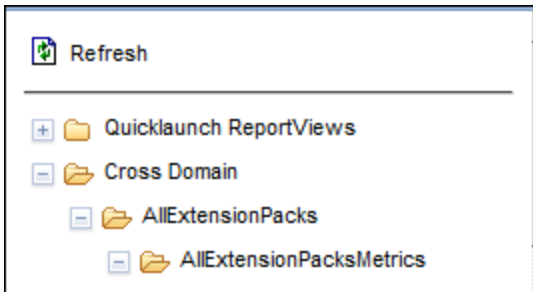 Refresh
Quicklaunch ReportViews
Cross Domain
AllExtensionPacks
AllExtensionPacksMetrics